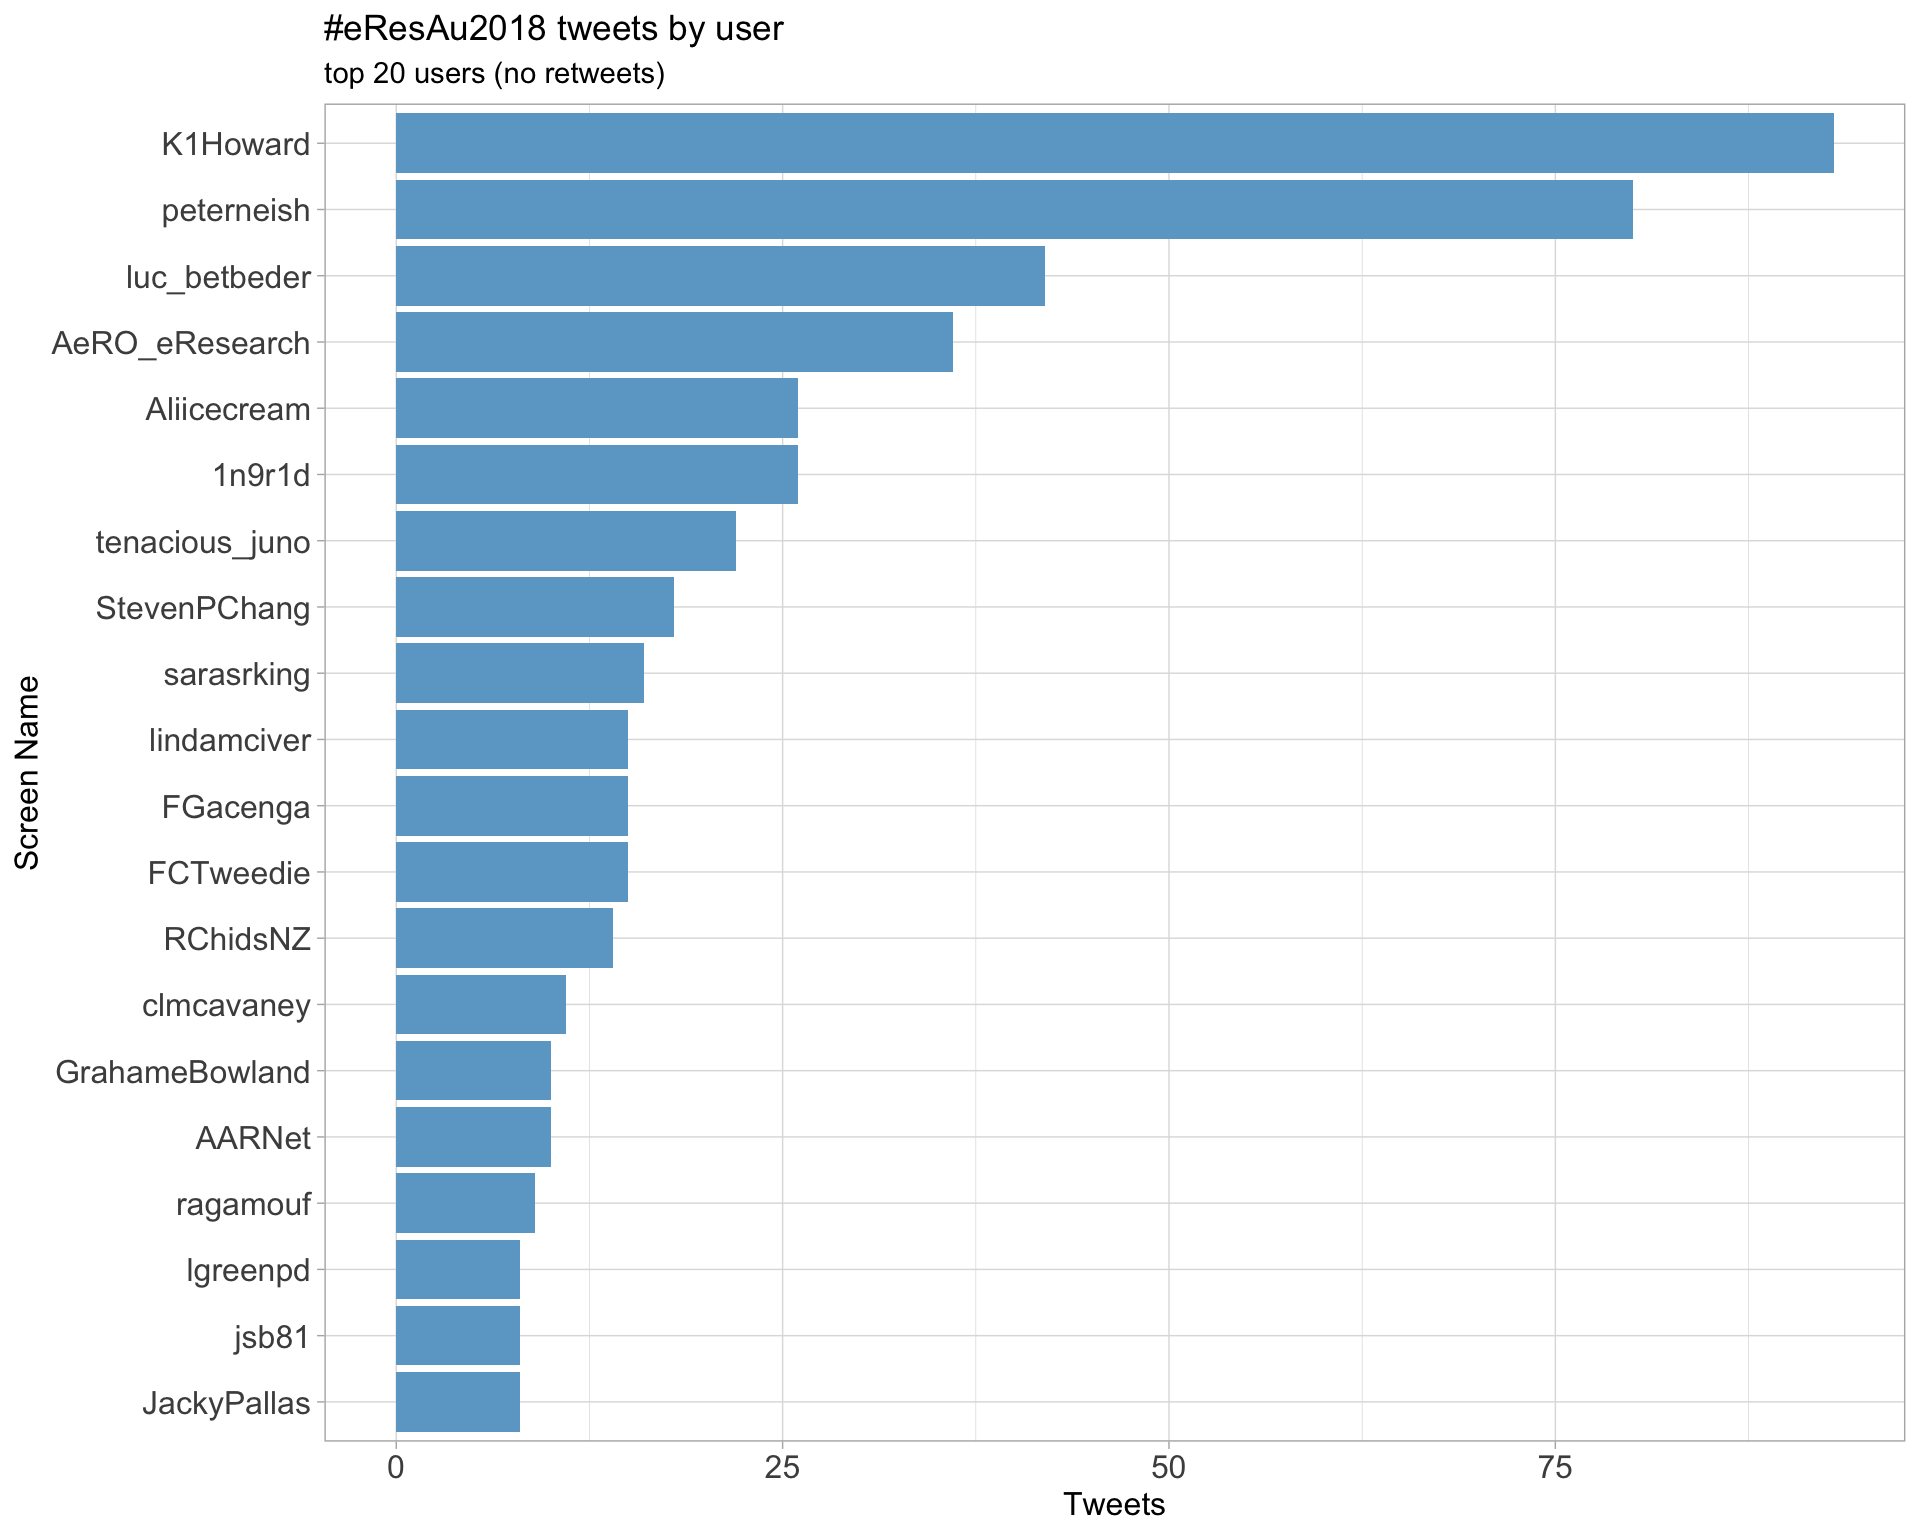 #eResAu2018 tweets by user
top 20 users (no retweets)
K1Howard
peterneish
luc_betbeder
AeRO_eResearch
Aliicecream
1n9r1d
tenacious_juno
StevenPChang
sarasrking
lindamciver
FGacenga
FCTweedie
RChidsNZ
clmcavaney
GrahameBowland
AARNet
ragamouf
lgreenpd
jsb81
JackyPallas
Screen Name
0 25 50 75
Tweets